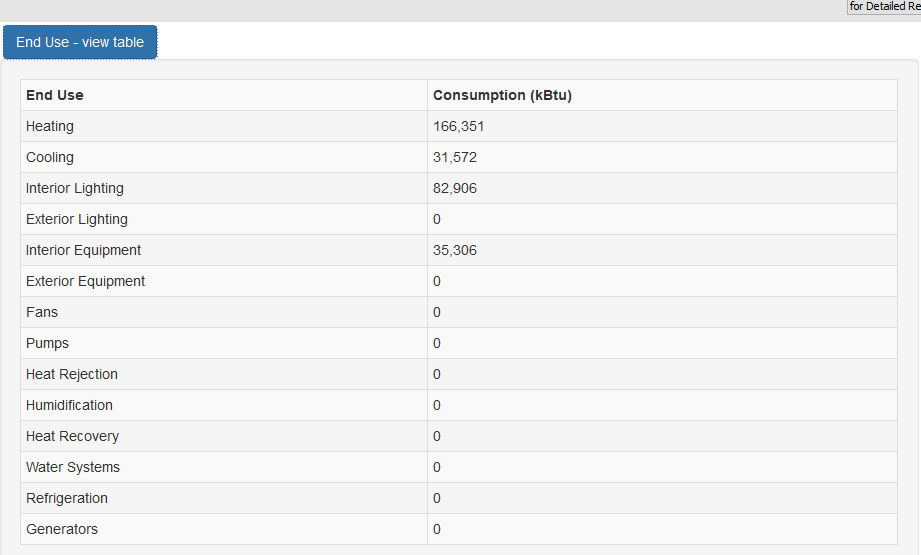 for Detailed Re
End Use - view table
End Use Consumption (kBtu)
Heating 166,351
Cooling 31,572
Interior Lighting 82,906
Exterior Lighting 0
Interior Equipment 35,306
Exterior Equipment 0
Fans 0
Pumps 0
Heat Rejection 0
Humidification 0
Heat Recovery 0
Water Systems 0
Refrigeration 0
Generators 0